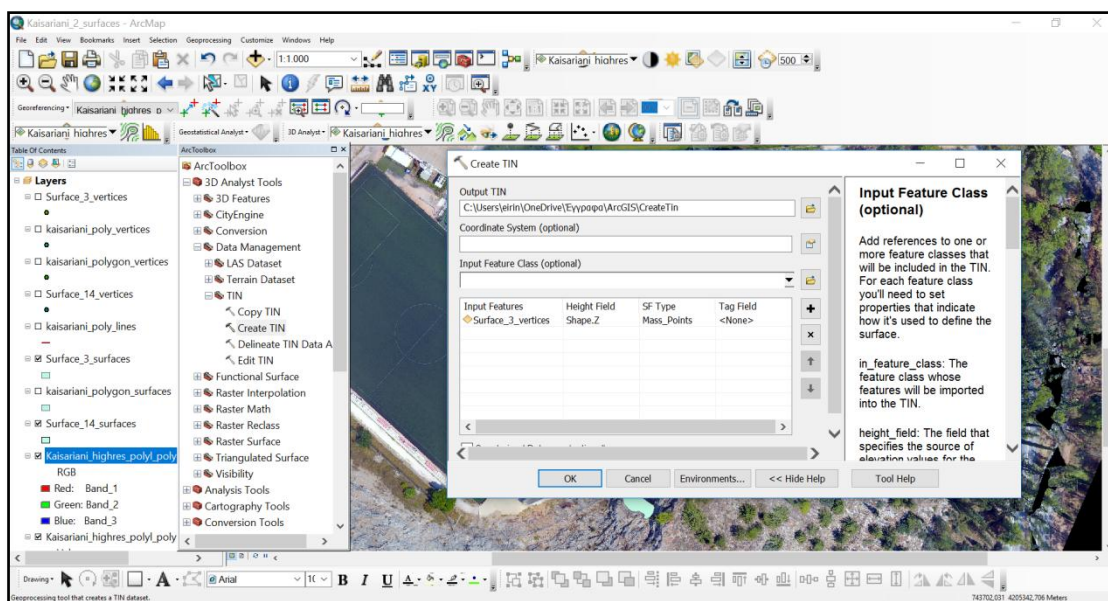 Kaisariani_2_surfaces - ArcMap
File Edit View Bookmarks Insert Selection Geoprocessing Customize Windows Help
1:1.000
Kaisariani highres
500
Georeferencing
Kaisariani highres p
Kaisariani highres
Geostatistical Analyst
3D Analyst
Kaisariani highres
Table Of Contents
Layers
Surface_3_vertices
kaisariani_poly_vertices
kaisariani_polygon_vertices
Surface_14_vertices
kaisariani_poly_lines
Surface_3_surfaces
kaisariani_polygon_surfaces
Surface_14_surfaces
Kaisariani_highres_polyl_poly
RGB
Red: Band_1
Green: Band_2
Blue: Band_3
Kaisariani_highres_polyl_poly
ArcToolbox
ArcToolbox
3D Analyst Tools
3D Features
CityEngine
Conversion
Data Management
LAS Dataset
Terrain Dataset
TIN
Copy TIN
Create TIN
Delineate TIN Data A
Edit TIN
Functional Surface
Raster Interpolation
Raster Math
Raster Reclass
Raster Surface
Triangulated Surface
Visibility
Analysis Tools
Cartography Tools
Conversion Tools
Create TIN
Output TIN
C:\Users\eirin\OneDrive\Έγγραφα\ArcGIS\CreateTin
Coordinate System (optional)
Input Feature Class (optional)
Input Features Height Field SF Type Tag Field
Surface_3_vertices Shape.Z Mass_Points <None>
OK Cancel Environments... << Hide Help Tool Help
Input Feature Class
(optional)
Add references to one or
more feature classes that
will be included in the TIN.
For each feature class
you'll need to set
properties that indicate
how it's used to define the
surface.
in_feature_class: The
feature class whose
features will be imported
into the TIN.
height_field: The field that
specifies the source of
elevation values for the
Drawing
Arial
B I U A
Geoprocessing tool that creates a TIN dataset.
743702,031 4205342,706 Meters